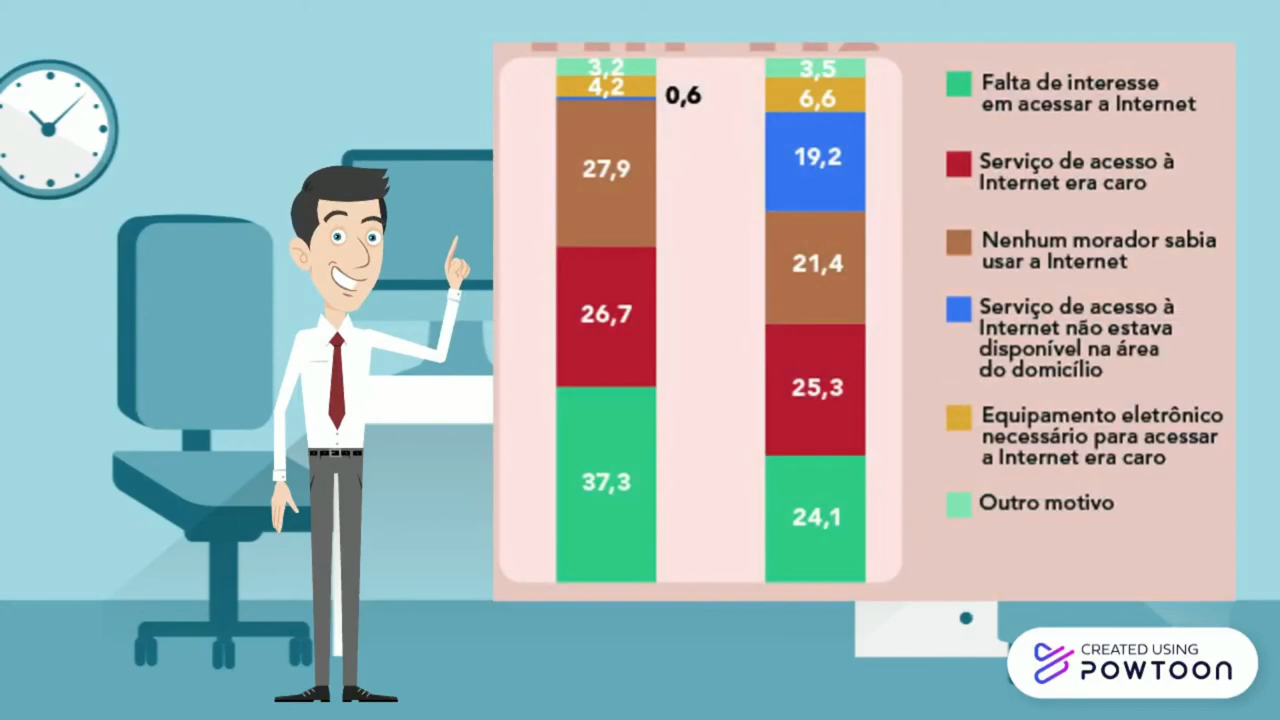 3,2
4,2
0,6
27,9
26,7
37,3
3,5
6,6
19,2
21,4
25,3
24,1
Falta de interesse
em acessar a Internet
Serviço de acesso à
Internet era caro
Nenhum morador sabia
usar a Internet
Serviço de acesso à
Internet não estava
disponível na área
do domicílio
Equipamento eletrônico
necessário para acessar
a Internet era caro
Outro motivo
CREATED USING
POWTOON